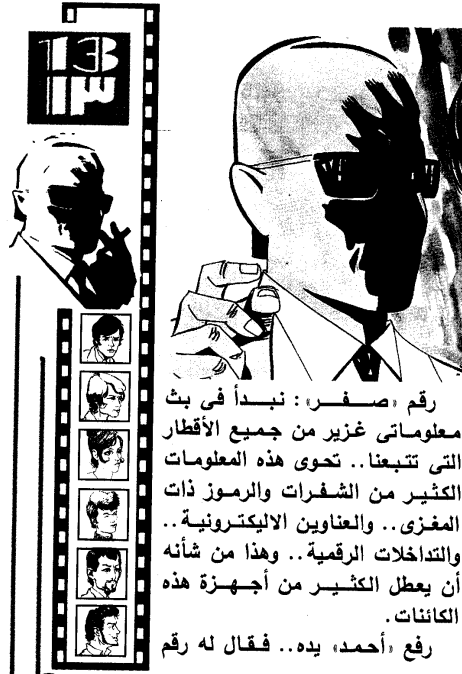 13
١٣
رقم «صفر»: نبدأ فى بث
معلوماتى غزير من جميع الأقطار
التى تتبعنا.. تحوى هذه المعلومات
الكثير من الشفرات والرموز ذات
المغزى.. والعناوين الاليكترونية..
والتداخلات الرقمية.. وهذا من شأنه
أن يعطل الكثير من أجهزة هذه
الكائنات.
رفع «أحمد» يده.. فقال له رقم